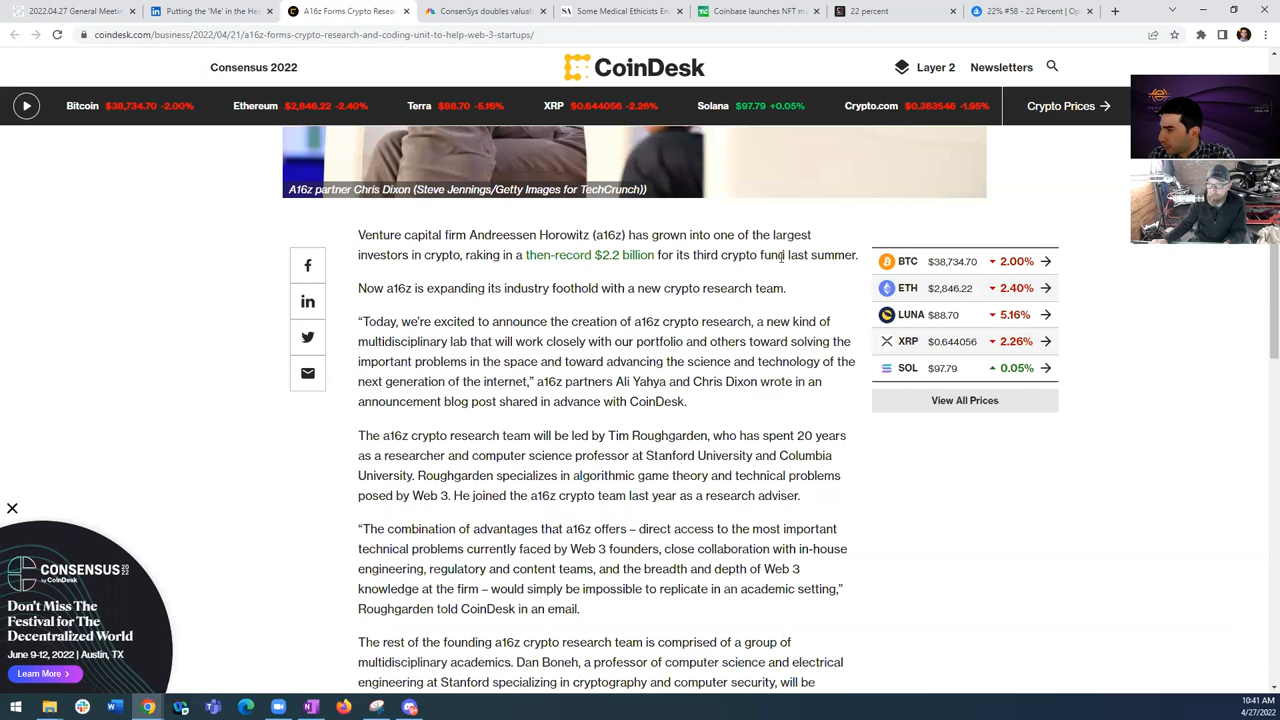 2022.04.27 General Meeti
Putting the 'Me' in the Hea
A16z Forms Crypto Resear
ConsenSys doubles valuati
Some Medical Ethicists En
Coinbase launches NFT m
22 percent
22% #58 - 22 Percent | Op
coindesk.com/business/2022/04/21/a16z-forms-crypto-research-and-coding-unit-to-help-web-3-startups/
Consensus 2022
CoinDesk
Layer 2
Newsletters
Bitcoin $38,734.70 -2.00%
Ethereum $2,846.22 -2.40%
Terra $88.70 -5.16%
XRP $0.644056 -2.26%
Solana $97.79 +0.05%
Crypto.com $0.383546 -1.95%
Crypto Prices
A16z partner Chris Dixon (Steve Jennings/Getty Images for TechCrunch))
Venture capital firm Andreessen Horowitz (a16z) has grown into one of the largest
investors in crypto, raking in a then-record $2.2 billion for its third crypto fund last summer.
Now a16z is expanding its industry foothold with a new crypto research team.
“Today, we’re excited to announce the creation of a16z crypto research, a new kind of
multidisciplinary lab that will work closely with our portfolio and others toward solving the
important problems in the space and toward advancing the science and technology of the
next generation of the internet,” a16z partners Ali Yahya and Chris Dixon wrote in an
announcement blog post shared in advance with CoinDesk.
The a16z crypto research team will be led by Tim Roughgarden, who has spent 20 years
as a researcher and computer science professor at Stanford University and Columbia
University. Roughgarden specializes in algorithmic game theory and technical problems
posed by Web 3. He joined the a16z crypto team last year as a research adviser.
“The combination of advantages that a16z offers – direct access to the most important
technical problems currently faced by Web 3 founders, close collaboration with in-house
engineering, regulatory and content teams, and the breadth and depth of Web 3
knowledge at the firm – would simply be impossible to replicate in an academic setting,”
Roughgarden told CoinDesk in an email.
The rest of the founding a16z crypto research team is comprised of a group of
multidisciplinary academics. Dan Boneh, a professor of computer science and electrical
engineering at Stanford specializing in cryptography and computer security, will be
BTC $38,734.70 2.00%
ETH $2,846.22 2.40%
LUNA $88.70 5.16%
XRP $0.644056 2.26%
SOL $97.79 0.05%
View All Prices
CONSENSUS 2022
by CoinDesk
Don't Miss The
Festival for The
Decentralized World
June 9-12, 2022 | Austin, TX
Learn More
10:41 AM
4/27/2022